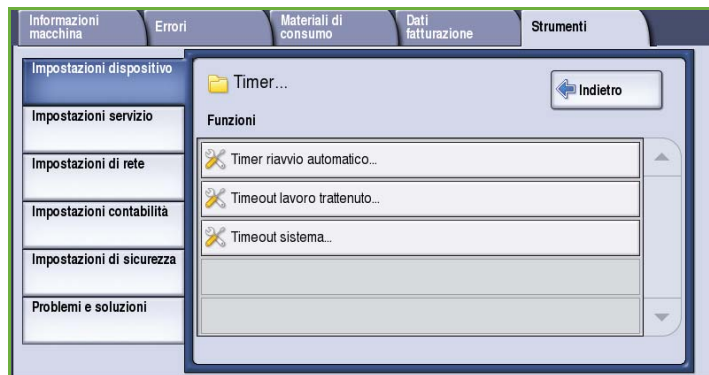 Informazioni
macchina
Errori
Materiali di
consumo
Dati
fatturazione
Strumenti
Impostazioni dispositivo
Impostazioni servizio
Impostazioni di rete
Impostazioni contabilità
Impostazioni di sicurezza
Problemi e soluzioni
Timer...
Indietro
Funzioni
Timer riavvio automatico...
Timeout lavoro trattenuto...
Timeout sistema...